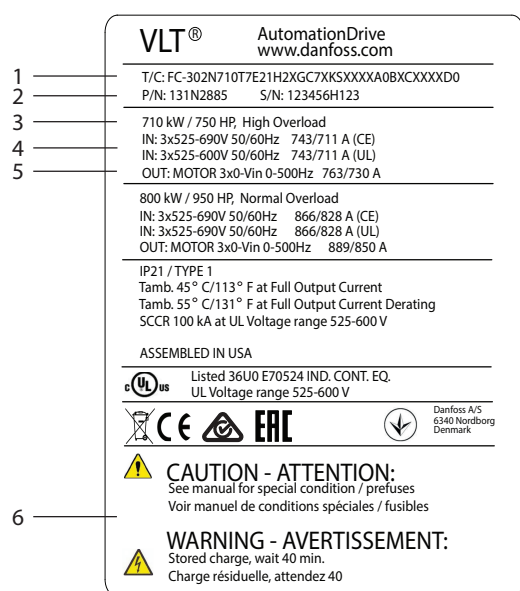 VLT® AutomationDrive
www.danfoss.com
1 T/C: FC-302N710T7E21H2XGC7XKSXXXXA0BXCXXXXD0
2 P/N: 131N2885 S/N: 123456H123
3 710 kW / 750 HP, High Overload
4 IN: 3x525-690V 50/60Hz 743/711 A (CE)
IN: 3x525-600V 50/60Hz 743/711 A (UL)
5 OUT: MOTOR 3x0-Vin 0-500Hz 763/730 A
800 kW / 950 HP, Normal Overload
IN: 3x525-690V 50/60Hz 866/828 A (CE)
IN: 3x525-690V 50/60Hz 866/828 A (UL)
OUT: MOTOR 3x0-Vin 0-500Hz 889/850 A
IP21 / TYPE 1
Tamb. 45° C/113° F at Full Output Current
Tamb. 55° C/131° F at Full Output Current Derating
SCCR 100 kA at UL Voltage range 525-600 V
ASSEMBLED IN USA
c UL us Listed 36U0 E70524 IND. CONT. EQ.
UL Voltage range 525-600 V
CE EAC
Danfoss A/S
6340 Nordborg
Denmark
CAUTION - ATTENTION:
See manual for special condition / prefuses
Voir manuel de conditions spéciales / fusibles
6
WARNING - AVERTISSEMENT:
Stored charge, wait 40 min.
Charge résiduelle, attendez 40